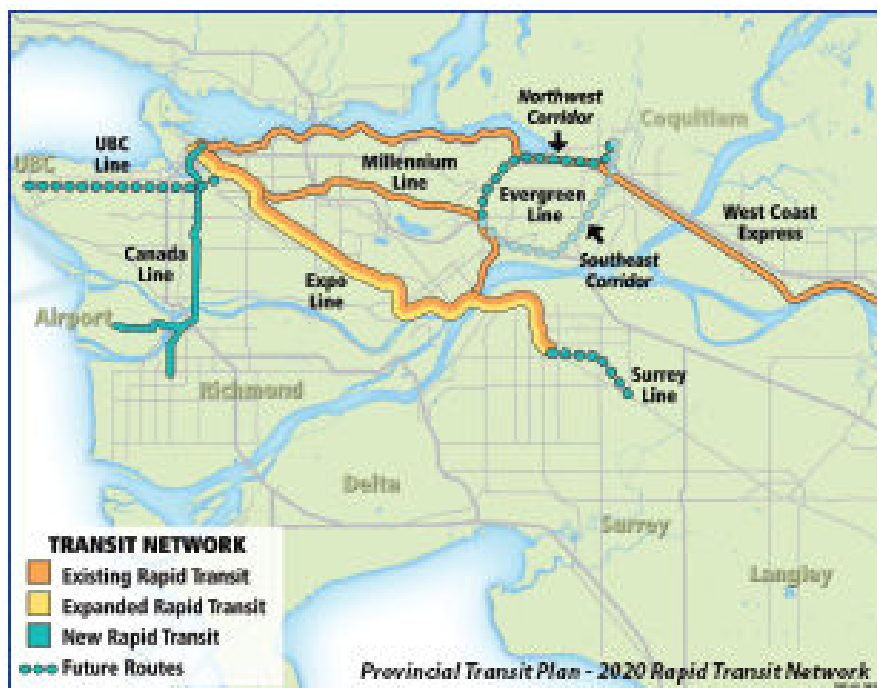 Northwest
Corridor
Coquitlam
UBC
Line
UBC
Millennium
Line
Evergreen
Line
West Coast
Express
Canada
Line
Expo
Line
Southeast
Corridor
Airport
Richmond
Surrey
Line
Delta
Surrey
Langley
TRANSIT NETWORK
Existing Rapid Transit
Expanded Rapid Transit
New Rapid Transit
Future Routes
Provincial Transit Plan - 2020 Rapid Transit Network